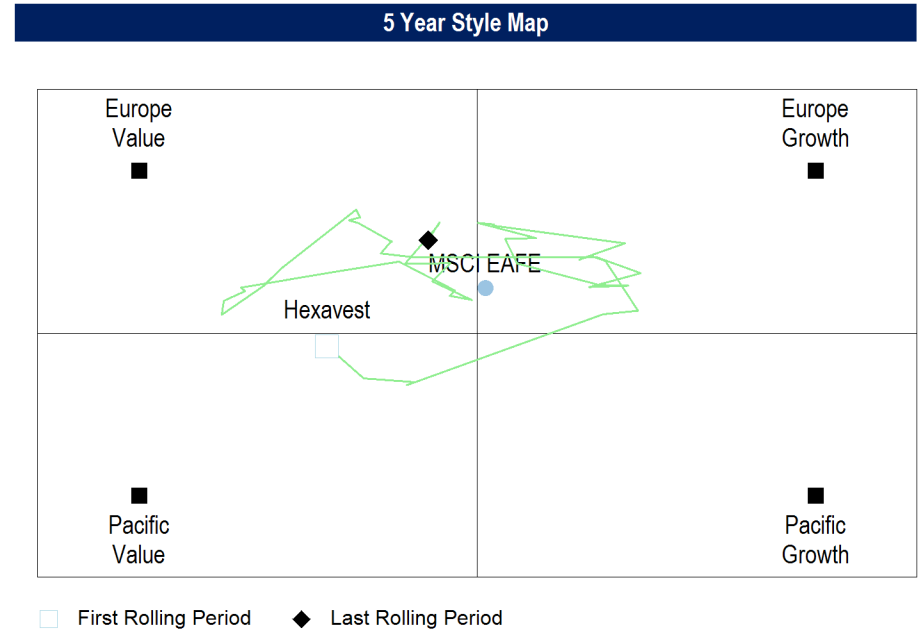 5 Year Style Map
Europe
Value
Europe
Growth
MSCI EAFE
Hexavest
Pacific
Value
Pacific
Growth
First Rolling Period
Last Rolling Period